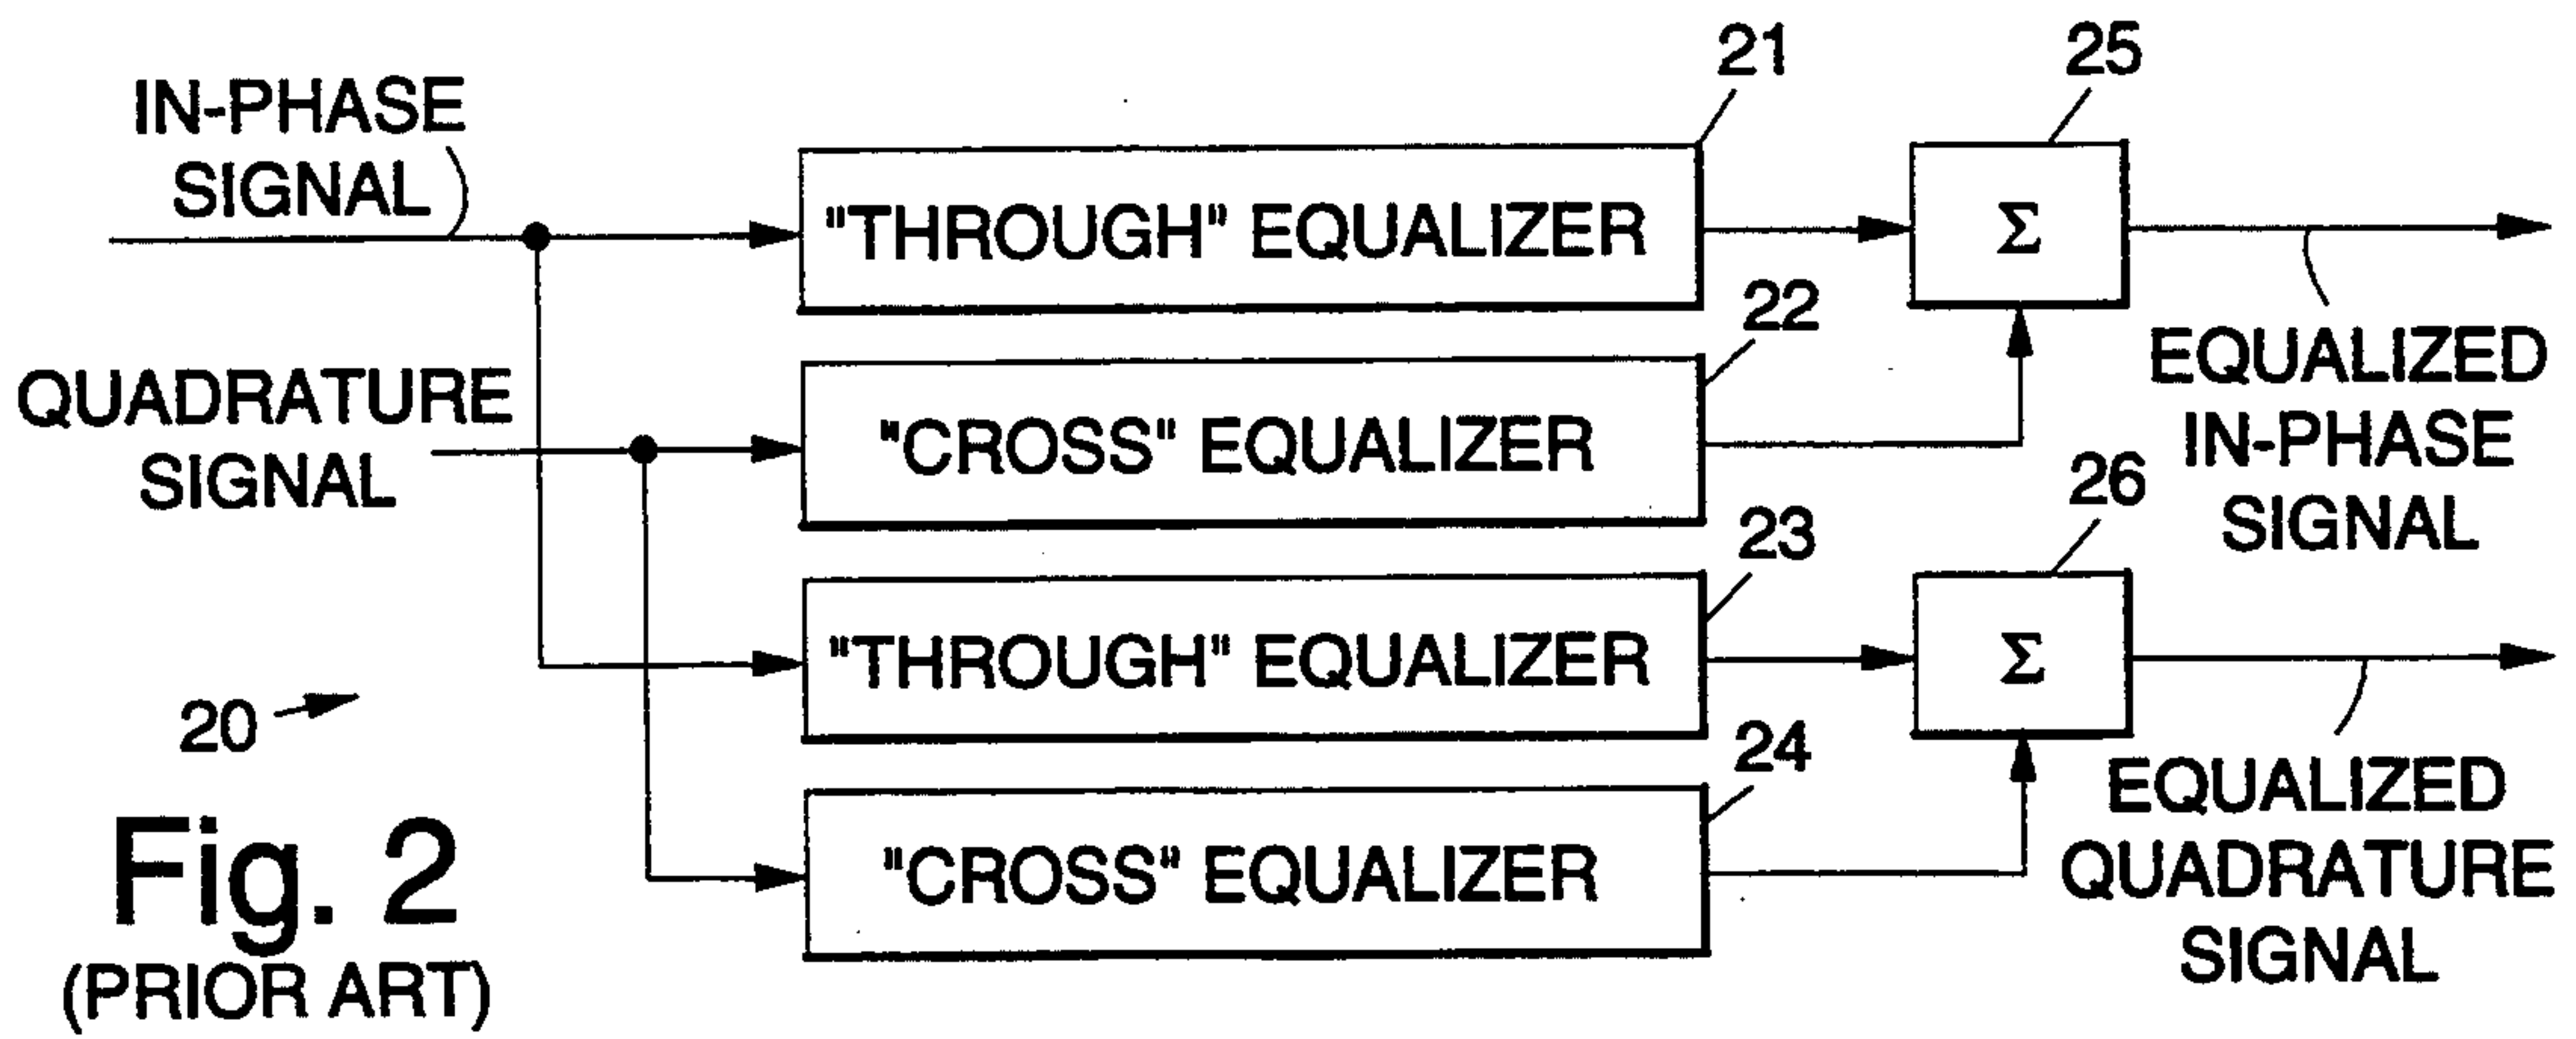 IN-PHASE
SIGNAL
QUADRATURE
SIGNAL
21
"THROUGH" EQUALIZER
22
"CROSS" EQUALIZER
23
"THROUGH" EQUALIZER
24
"CROSS" EQUALIZER
25
Σ
EQUALIZED
IN-PHASE
SIGNAL
26
Σ
EQUALIZED
QUADRATURE
SIGNAL
20
Fig. 2
(PRIOR ART)